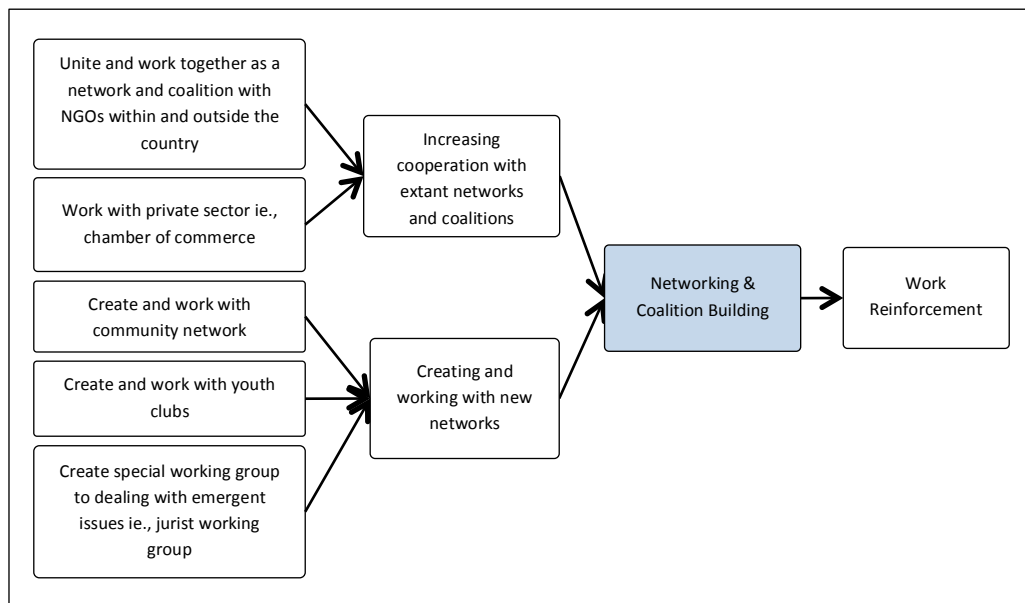 Unite and work together as a
network and coalition with
NGOs within and outside the
country
Work with private sector ie.,
chamber of commerce
Create and work with
community network
Create and work with youth
clubs
Create special working group
to dealing with emergent
issues ie., jurist working
group
Increasing
cooperation with
extant networks
and coalitions
Creating and
working with new
networks
Networking &
Coalition Building
Work
Reinforcement